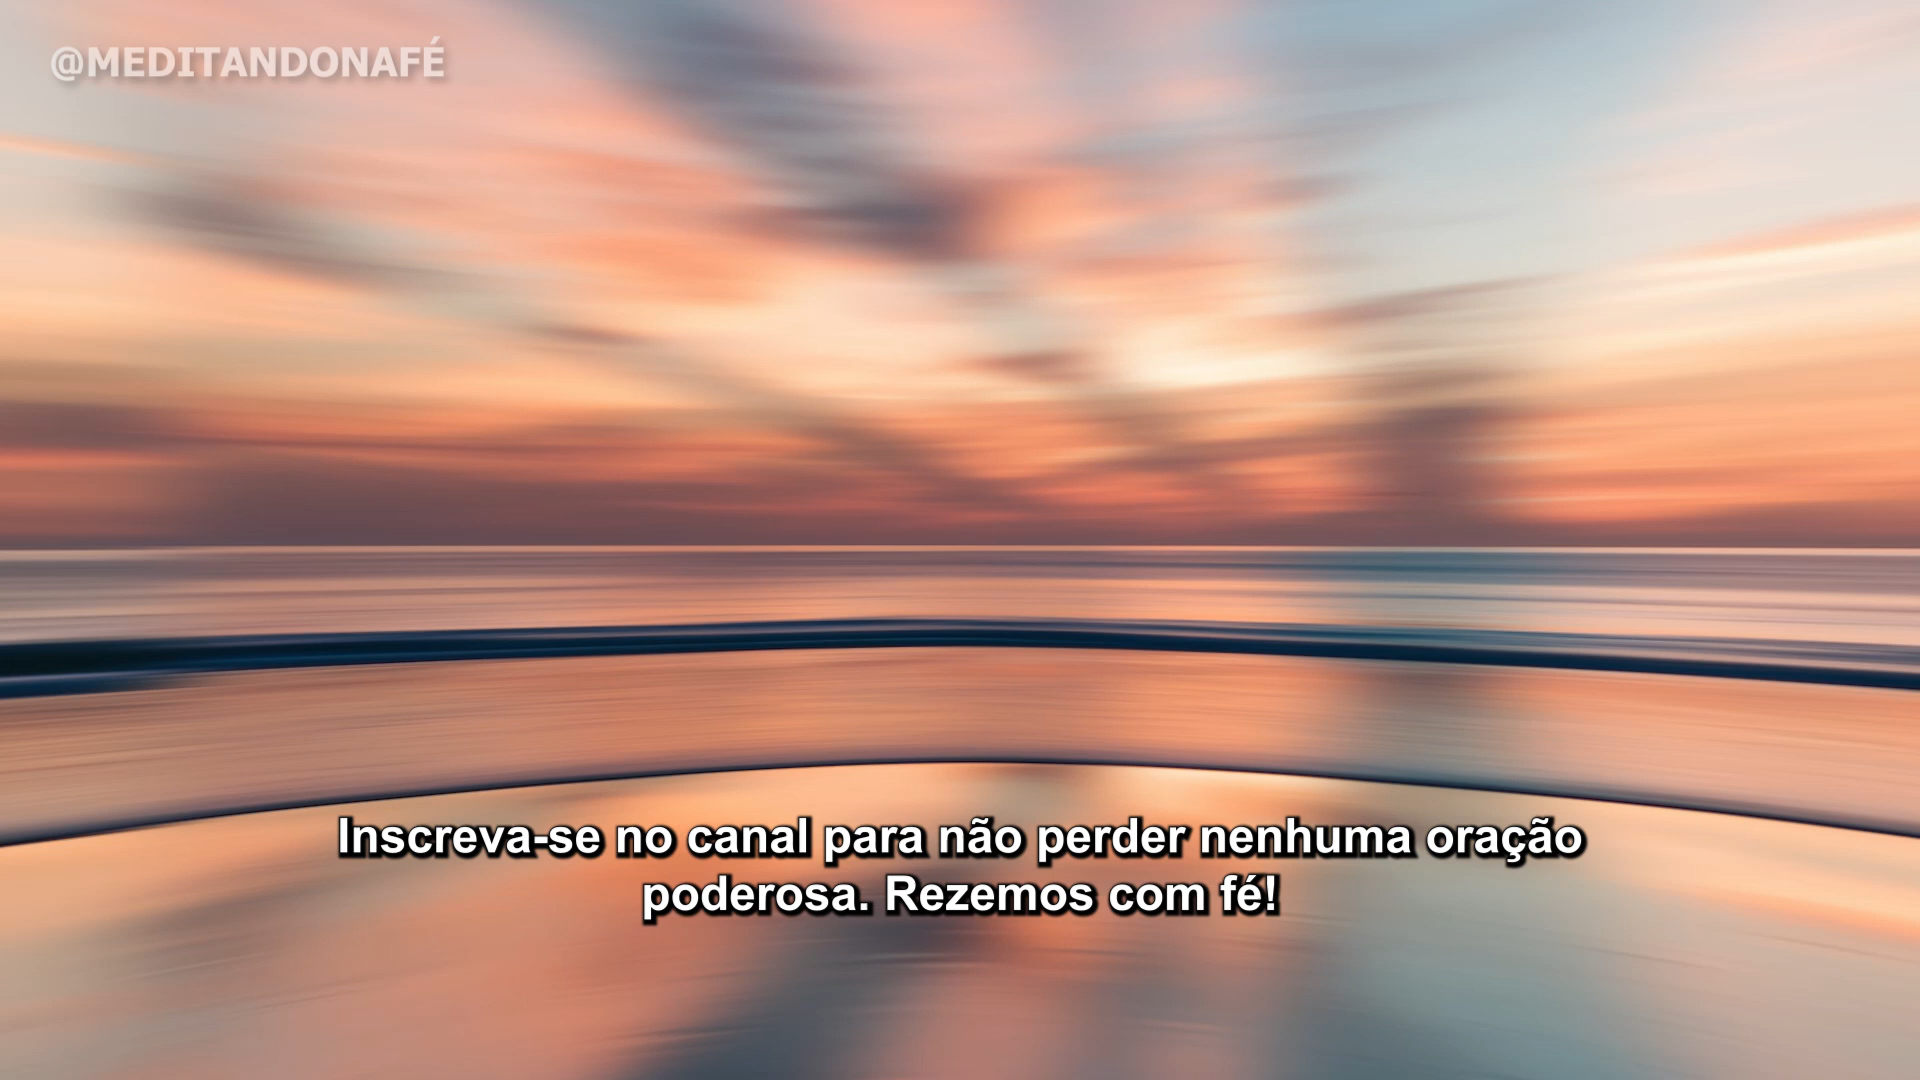 @MEDITANDONAFÉ
Inscreva-se no canal para não perder nenhuma oração
poderosa. Rezemos com fé!